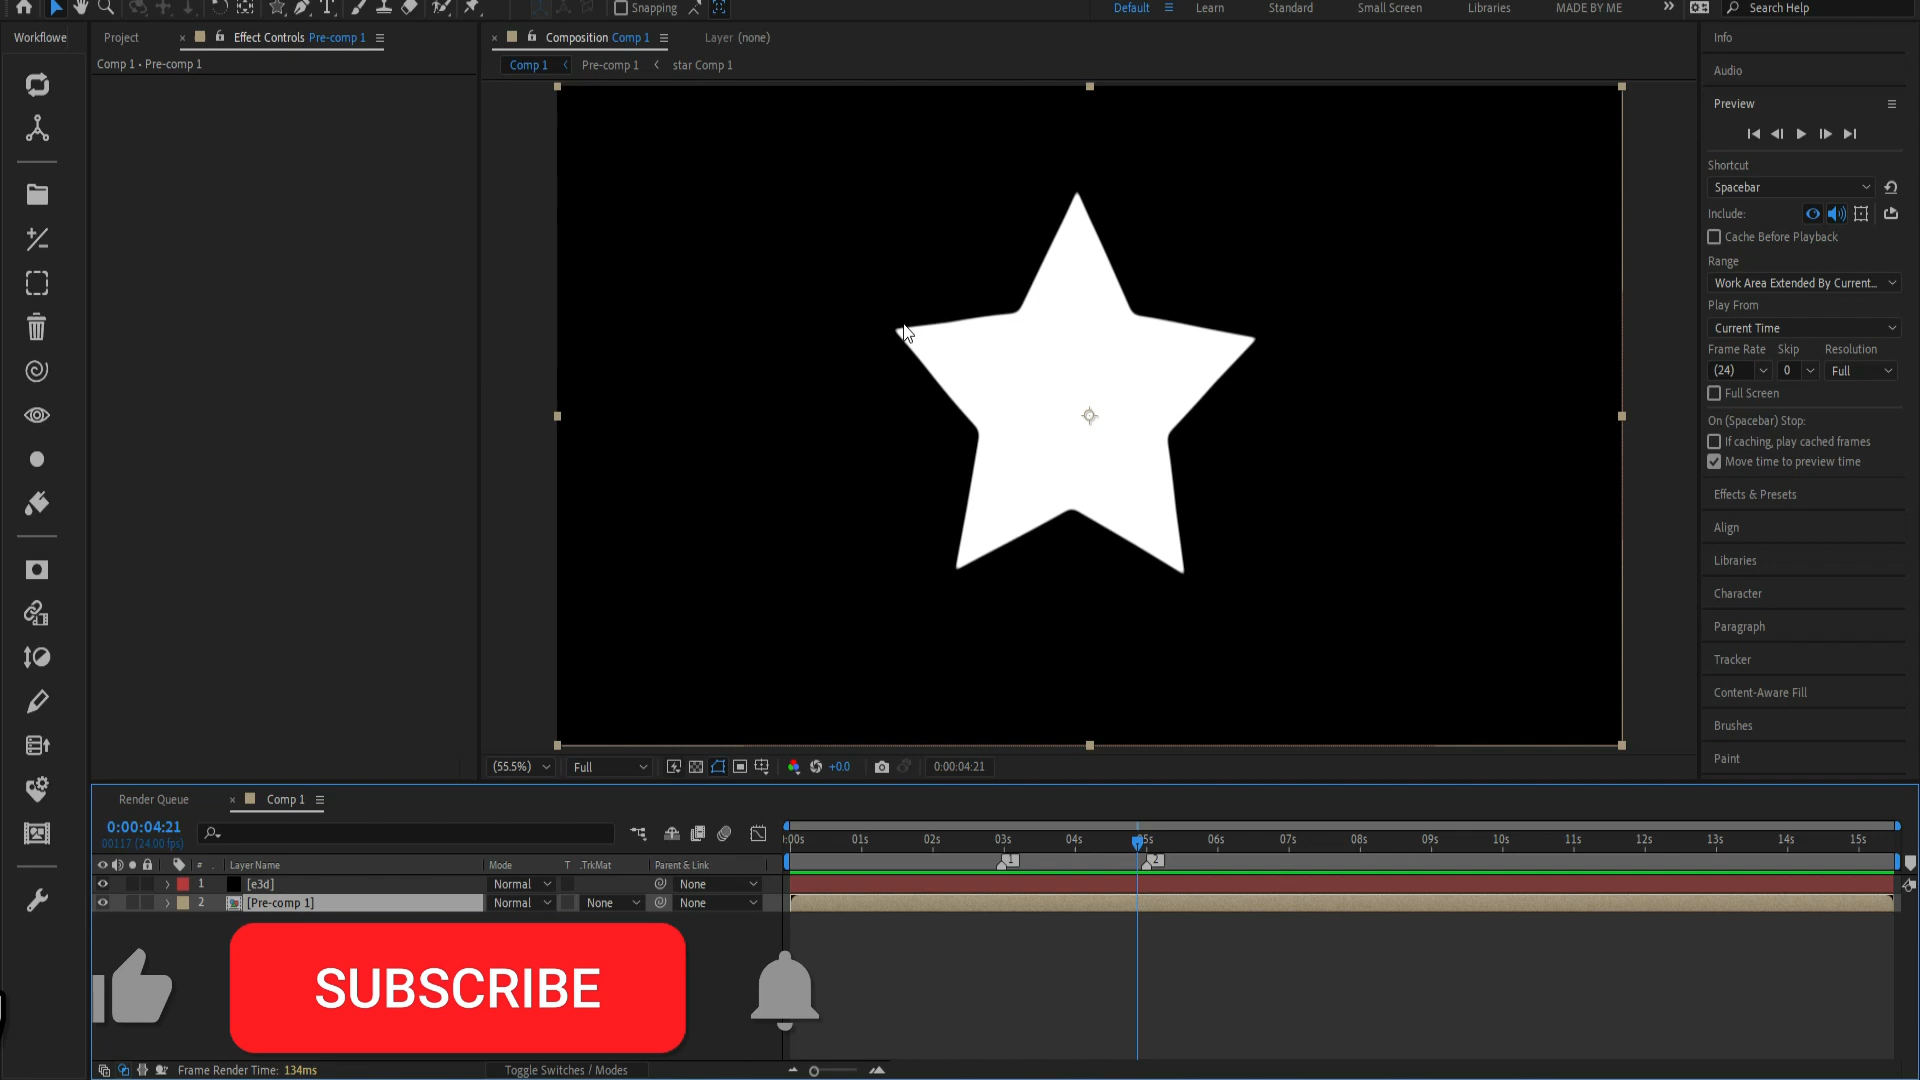 Snapping
Default
Learn
Standard
Small Screen
Libraries
MADE BY ME
Search Help
Workflowe
Project
Effect Controls Pre-comp 1
Composition Comp 1
Layer (none)
Info
Comp 1 • Pre-comp 1
Comp 1
Pre-comp 1
star Comp 1
Audio
Preview
Shortcut
Spacebar
Include:
Cache Before Playback
Range
Work Area Extended By Current...
Play From
Current Time
Frame Rate Skip Resolution
(24) 0 Full
Full Screen
On (Spacebar) Stop:
If caching, play cached frames
Move time to preview time
Effects & Presets
Align
Libraries
Character
Paragraph
Tracker
Content-Aware Fill
Brushes
Paint
(55.5%) Full +0.0 0:00:04:21
Render Queue
Comp 1
0:00:04:21
00117 (24.00 fps)
:00s 01s 02s 03s 04s 05s 06s 07s 08s 09s 10s 11s 12s 13s 14s 15s
1 2
# Layer Name Mode T .TrkMat Parent & Link
1 [e3d] Normal None
2 [Pre-comp 1] Normal None None
SUBSCRIBE
Frame Render Time: 134ms
Toggle Switches / Modes